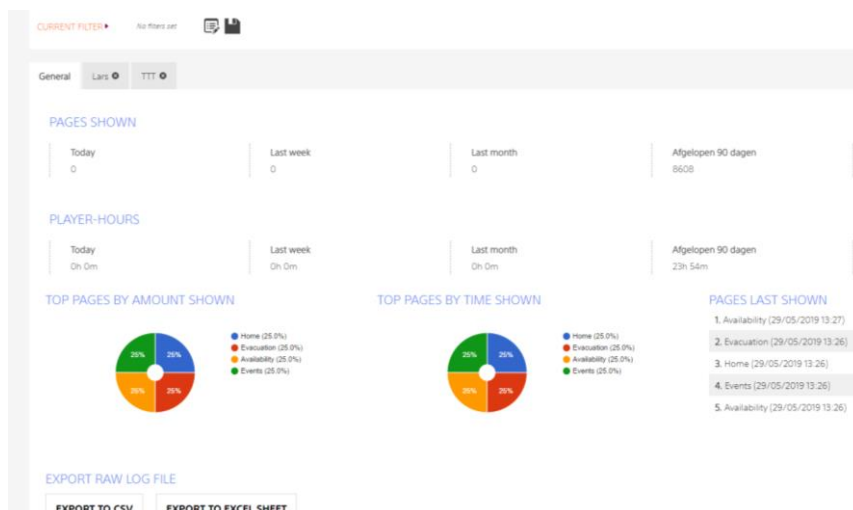 CURRENT FILTER
No filters set
General
Lars
TTT
PAGES SHOWN
Today
Last week
Last month
Afgelopen 90 dagen
0
0
0
8608
PLAYER-HOURS
Today
Last week
Last month
Afgelopen 90 dagen
0h 0m
0h 0m
0h 0m
23h 54m
TOP PAGES BY AMOUNT SHOWN
25%
25%
25%
25%
Home (25.0%)
Evacuation (25.0%)
Availability (25.0%)
Events (25.0%)
TOP PAGES BY TIME SHOWN
25%
25%
25%
25%
Home (25.0%)
Evacuation (25.0%)
Availability (25.0%)
Events (25.0%)
PAGES LAST SHOWN
1. Availability (29/05/2019 13:27)
2. Evacuation (29/05/2019 13:26)
3. Home (29/05/2019 13:26)
4. Events (29/05/2019 13:26)
5. Availability (29/05/2019 13:26)
EXPORT RAW LOG FILE
EXPORT TO CSV
EXPORT TO EXCEL SHEET